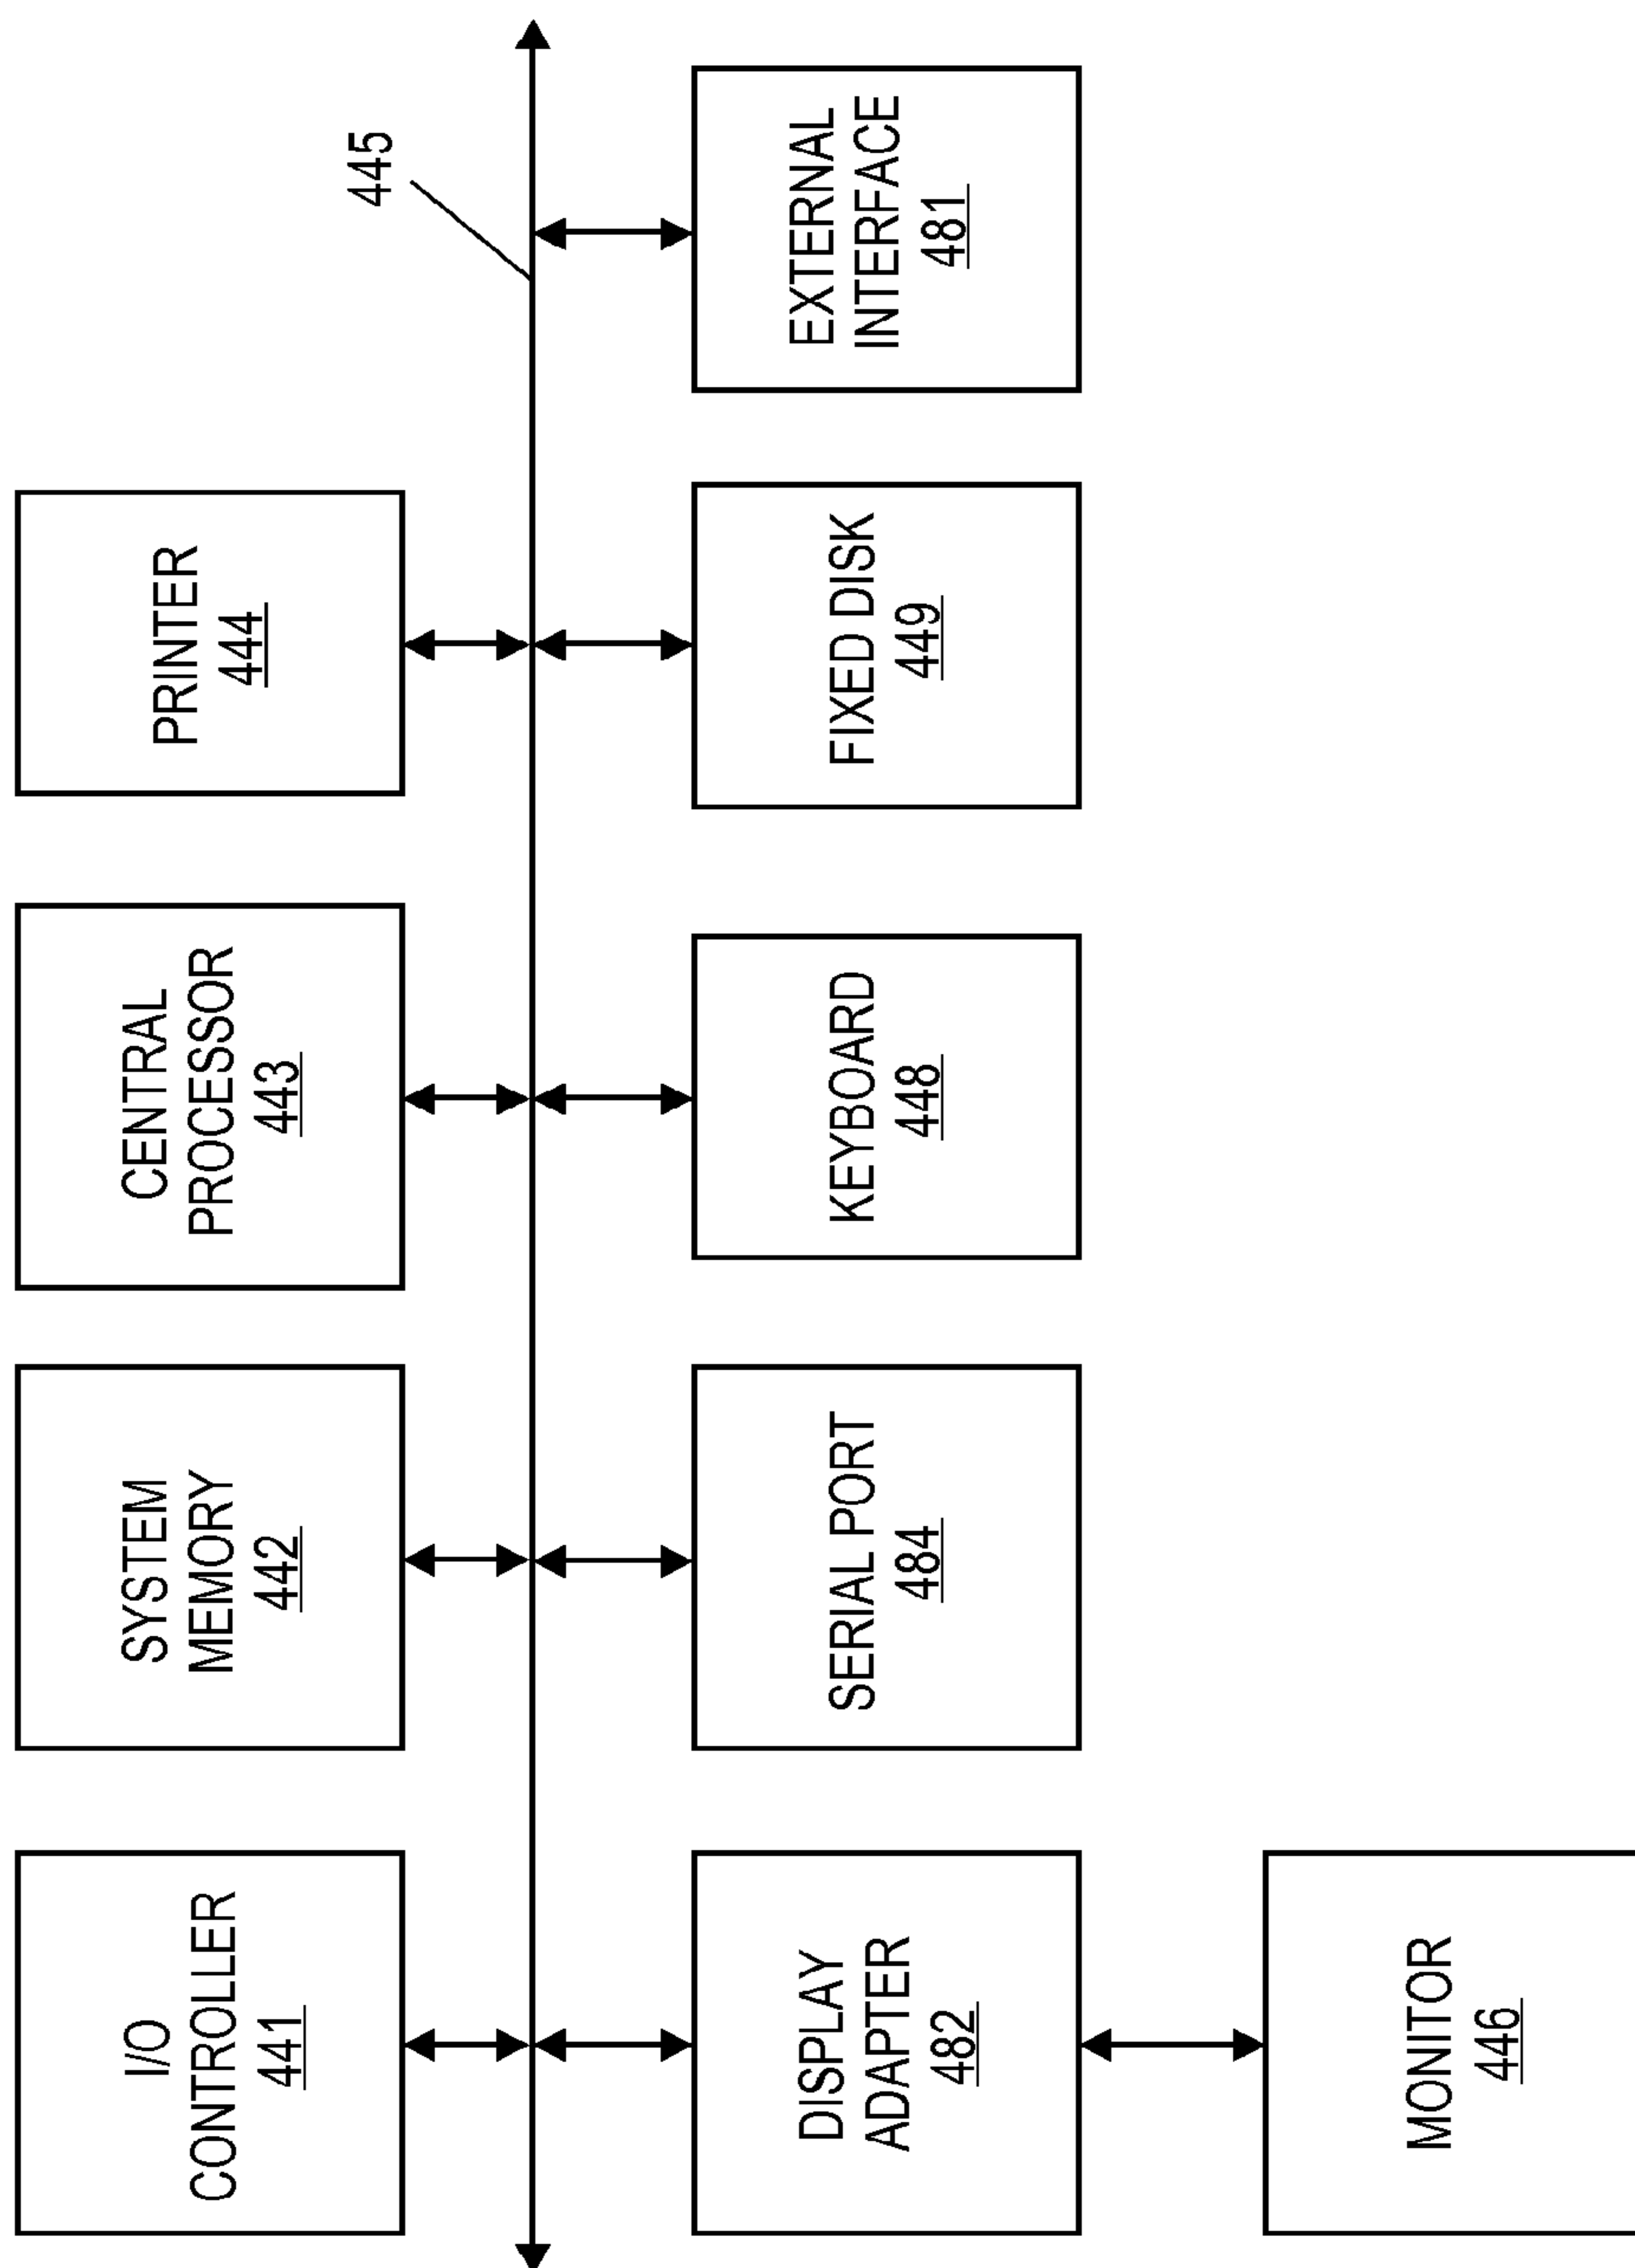 I/O
CONTROLLER
441
SYSTEM
MEMORY
442
CENTRAL
PROCESSOR
443
PRINTER
444
445
DISPLAY
ADAPTER
482
SERIAL PORT
484
KEYBOARD
448
FIXED DISK
449
EXTERNAL
INTERFACE
481
MONITOR
446